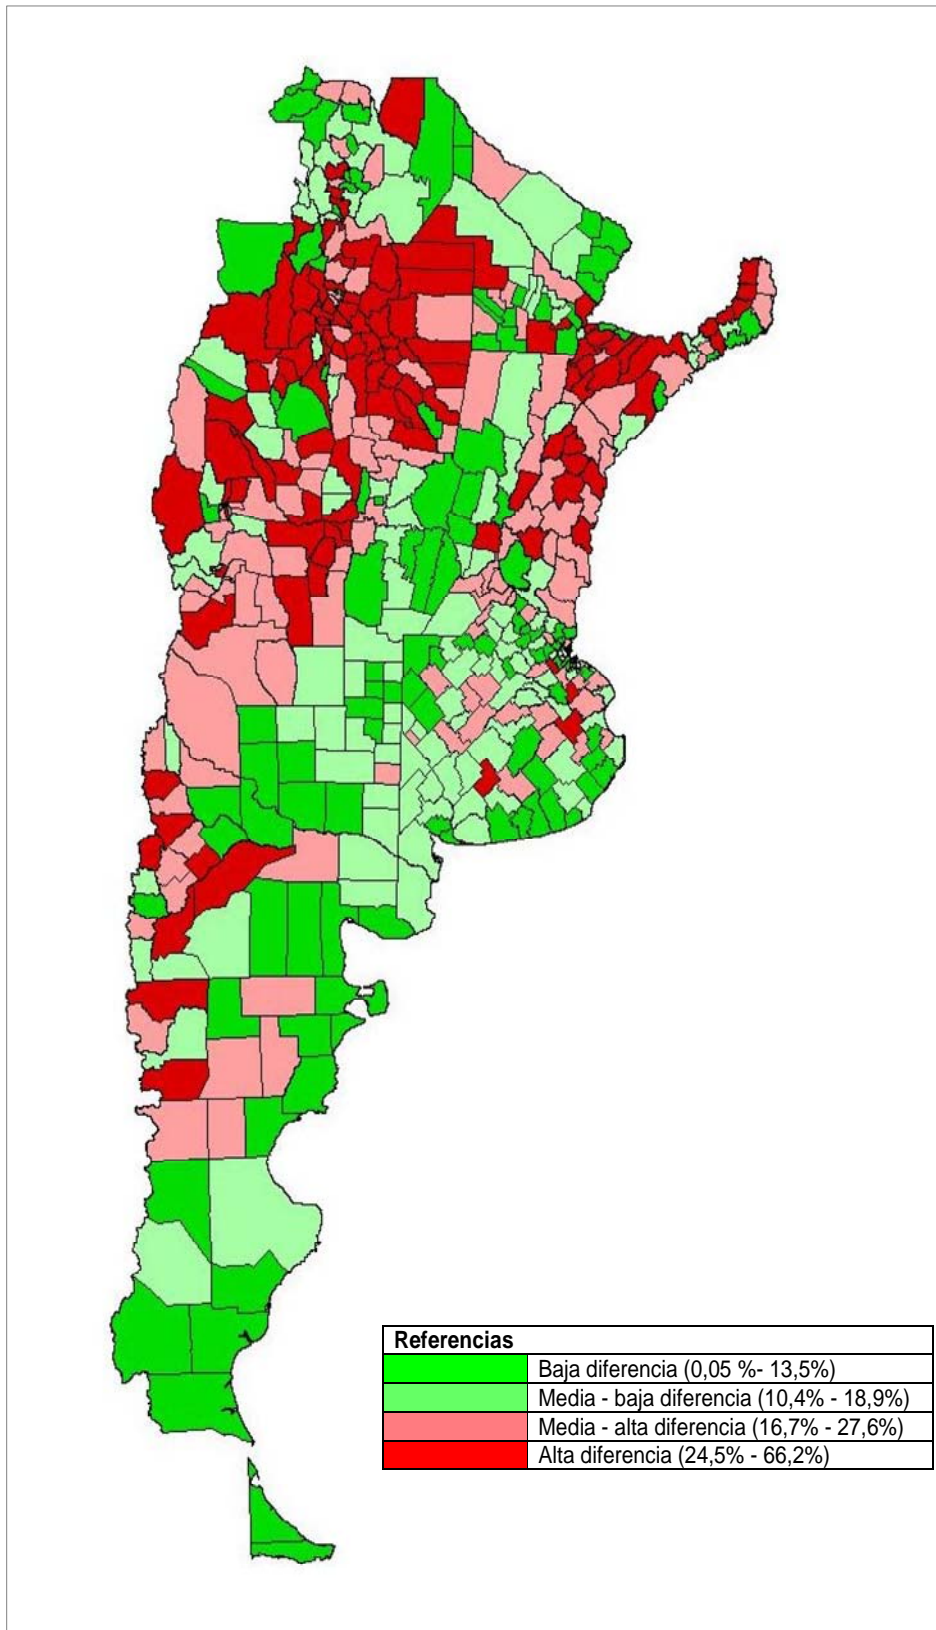 Referencias
Baja diferencia (0,05 %- 13,5%)
Media - baja diferencia (10,4% - 18,9%)
Media - alta diferencia (16,7% - 27,6%)
Alta diferencia (24,5% - 66,2%)